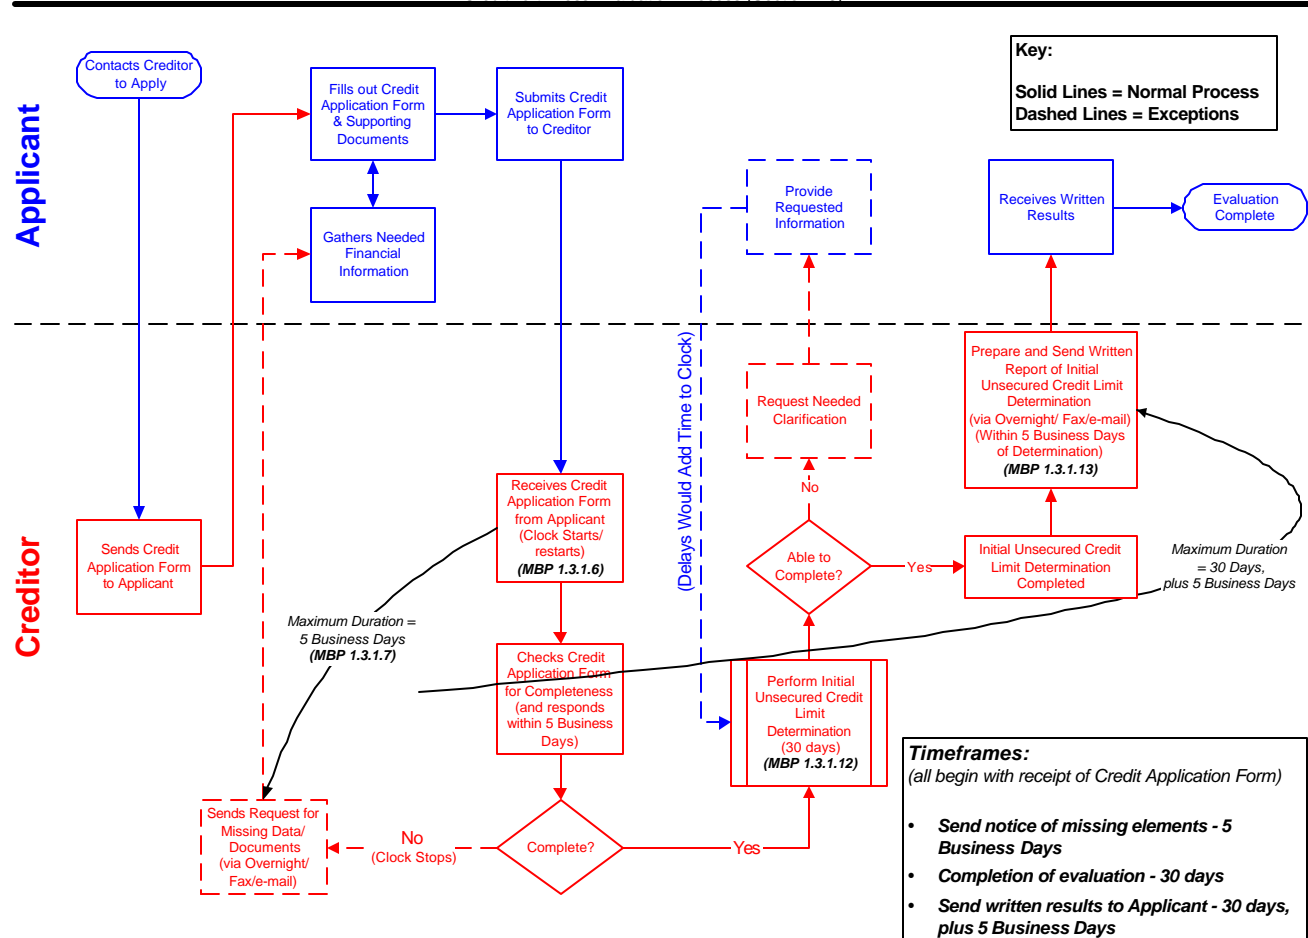 Contacts Creditor
to Apply
Fills out Credit
Application Form
& Supporting
Documents
Submits Credit
Application Form
to Creditor
Key:
Solid Lines = Normal Process
Dashed Lines = Exceptions
Applicant
Gathers Needed
Financial
Information
Provide
Requested
Information
Receives Written
Results
Evaluation
Complete
Creditor
Sends Credit
Application Form
to Applicant
Receives Credit
Application Form
from Applicant
(Clock Starts/
restarts)
(MBP 1.3.1.6)
(Delays Would Add Time to Clock)
Request Needed
Clarification
Prepare and Send Written
Report of Initial
Unsecured Credit Limit
Determination
(via Overnight/ Fax/e-mail)
(Within 5 Business Days
of Determination)
(MBP 1.3.1.13)
No
Able to
Complete?
Yes
Initial Unsecured Credit
Limit Determination
Completed
Maximum Duration
= 30 Days,
plus 5 Business Days
Maximum Duration =
5 Business Days
(MBP 1.3.1.7)
Checks Credit
Application Form
for Completeness
(and responds
within 5 Business
Days)
Perform Initial
Unsecured Credit
Limit
Determination
(30 days)
(MBP 1.3.1.12)
Sends Request for
Missing Data/
Documents
(via Overnight/
Fax/e-mail)
No
(Clock Stops)
Complete?
Yes
Timeframes:
(all begin with receipt of Credit Application Form)
• Send notice of missing elements - 5
Business Days
• Completion of evaluation - 30 days
• Send written results to Applicant - 30 days,
plus 5 Business Days